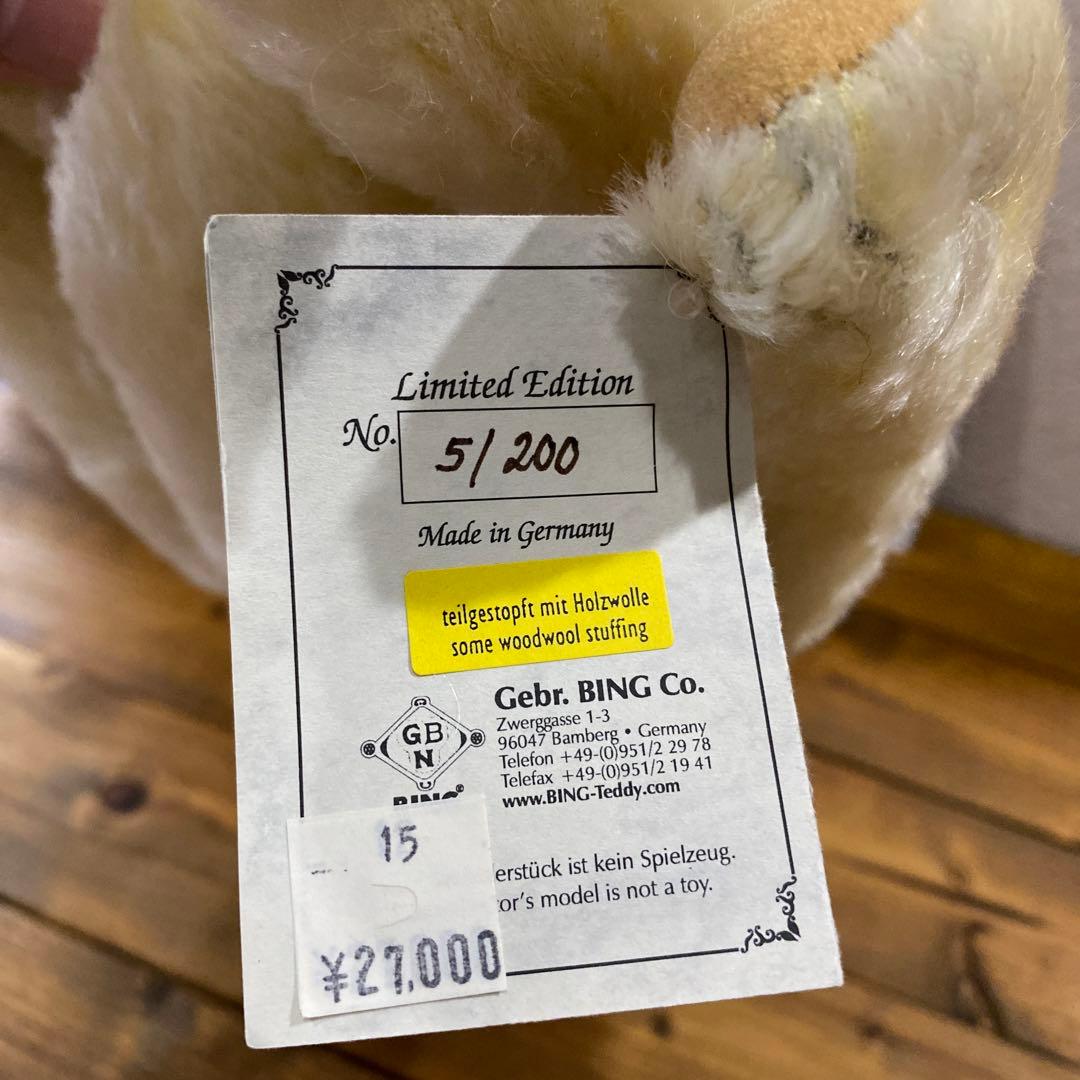 Limited Edition
No. 5/200
Made in Germany
teilgestopft mit Holzwolle
some woodwool stuffing
GB
N
BING®
Gebr. BING Co.
Zwerggasse 1-3
96047 Bamberg • Germany
Telefon +49-(0)951/2 29 78
Telefax +49-(0)951/2 19 41
www.BING-Teddy.com
15
erstück ist kein Spielzeug.
or's model is not a toy.
¥27,000